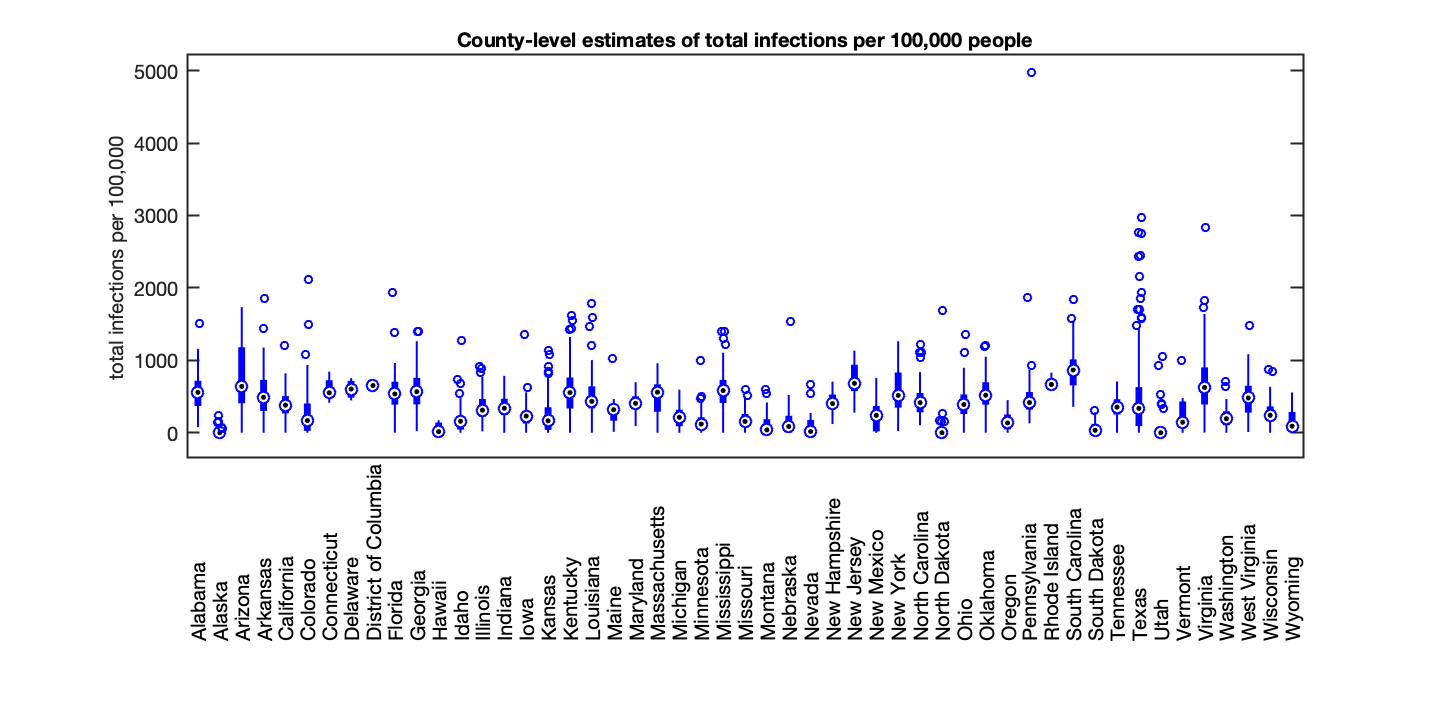 County-level estimates of total infections per 100,000 people
total infections per 100,000
5000
4000
3000
2000
1000
0
Alabama
Alaska
Arizona
Arkansas
California
Colorado
Connecticut
Delaware
District of Columbia
Florida
Georgia
Hawaii
Idaho
Illinois
Indiana
Iowa
Kansas
Kentucky
Louisiana
Maine
Maryland
Massachusetts
Michigan
Minnesota
Mississippi
Missouri
Montana
Nebraska
Nevada
New Hampshire
New Jersey
New Mexico
New York
North Carolina
North Dakota
Ohio
Oklahoma
Oregon
Pennsylvania
Rhode Island
South Carolina
South Dakota
Tennessee
Texas
Utah
Vermont
Virginia
Washington
West Virginia
Wisconsin
Wyoming